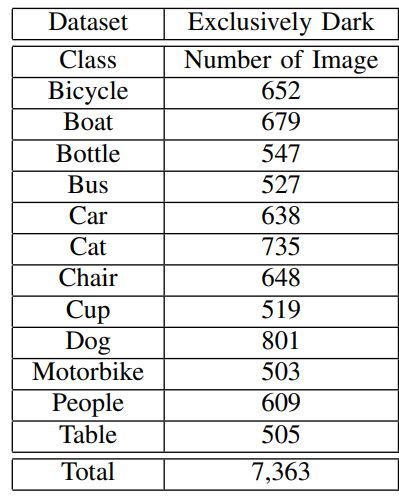 Dataset Exclusively Dark
Class Number of Image
Bicycle 652
Boat 679
Bottle 547
Bus 527
Car 638
Cat 735
Chair 648
Cup 519
Dog 801
Motorbike 503
People 609
Table 505
Total 7,363